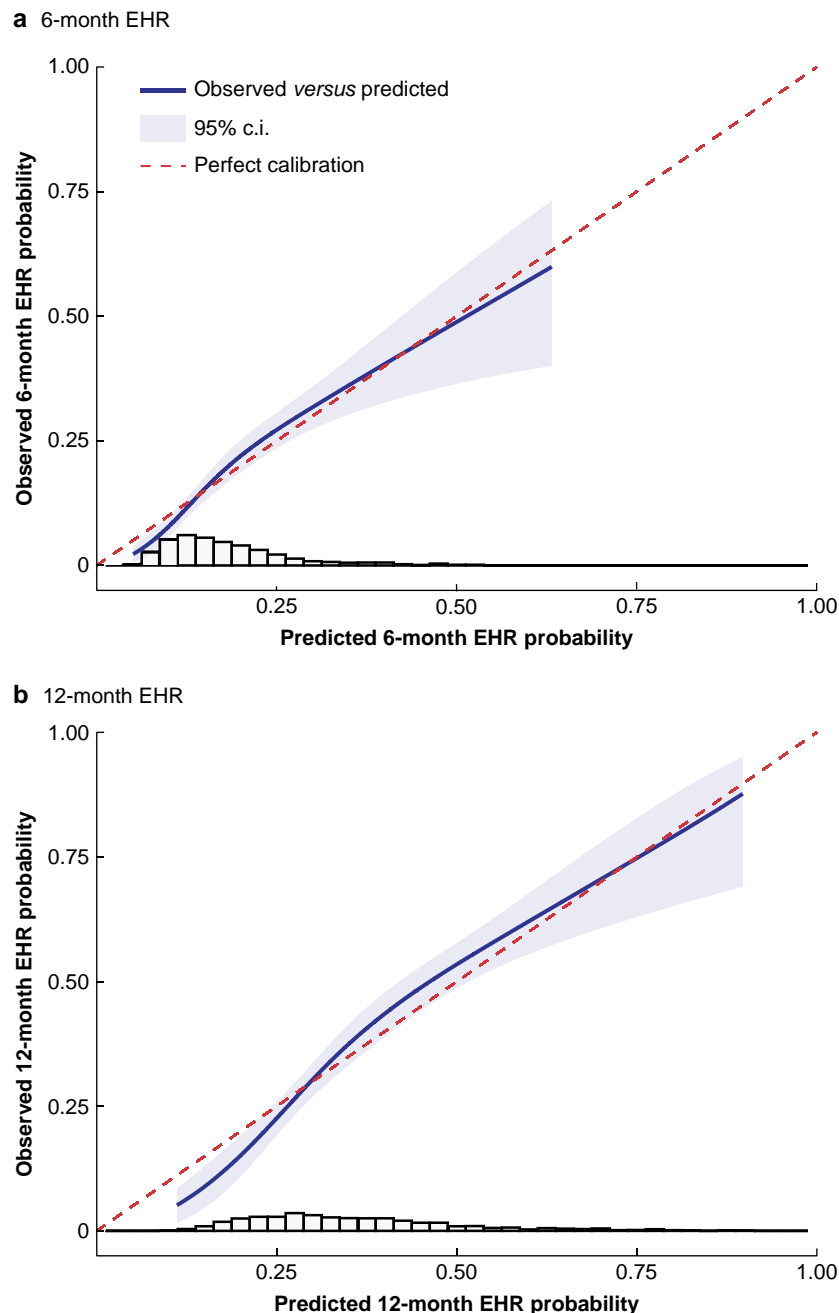 a 6-month EHR
1.00
Observed versus predicted
95% c.i.
Perfect calibration
0.75
0.50
0.25
0
Observed 6-month EHR probability
0.25 0.50 0.75 1.00
Predicted 6-month EHR probability
b 12-month EHR
1.00
0.75
0.50
0.25
0
Observed 12-month EHR probability
0.25 0.50 0.75 1.00
Predicted 12-month EHR probability